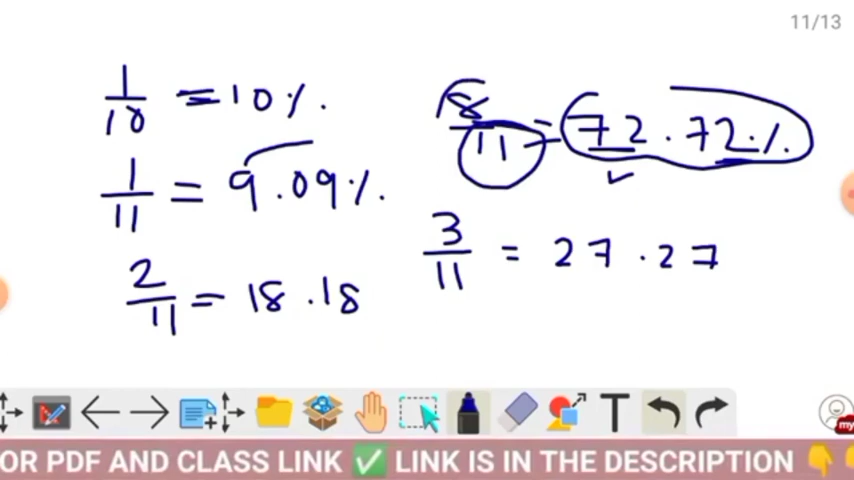 11/13
1/10 = 10%.
8/11 = 72.72%.
1/11 = 9.09%.
3/11 = 27.27
2/11 = 18.18
T
my
OR PDF AND CLASS LINK ✅ LINK IS IN THE DESCRIPTION 👇